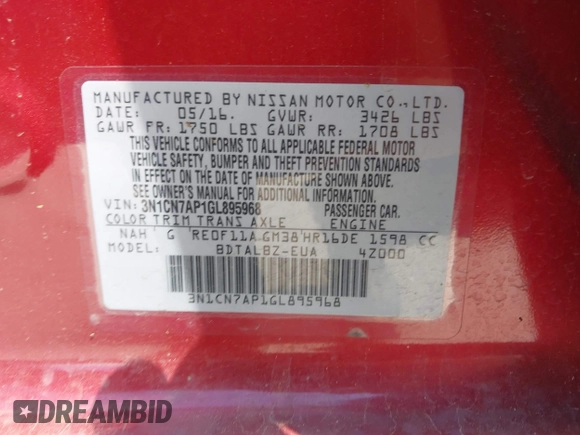 MANUFACTURED BY NISSAN MOTOR CO., LTD.
DATE: 05/16. GVWR: 3426 LBS
GAWR FR: 1750 LBS GAWR RR: 1708 LBS
THIS VEHICLE CONFORMS TO ALL APPLICABLE FEDERAL MOTOR
VEHICLE SAFETY, BUMPER AND THEFT PREVENTION STANDARDS
IN EFFECT ON THE DATE OF MANUFACTURE SHOWN ABOVE.
SEE OWNER'S MANUAL FOR ADDITIONAL INFORMATION.
VIN: 3N1CN7AP1GL895968 PASSENGER CAR.
COLOR TRIM TRANS AXLE ENGINE
NAH G RE0F11A GM38 HR16DE 1598 CC
MODEL: BDTALBZ-EUA 4Z000
3N1CN7AP1GL895968
DREAMBID